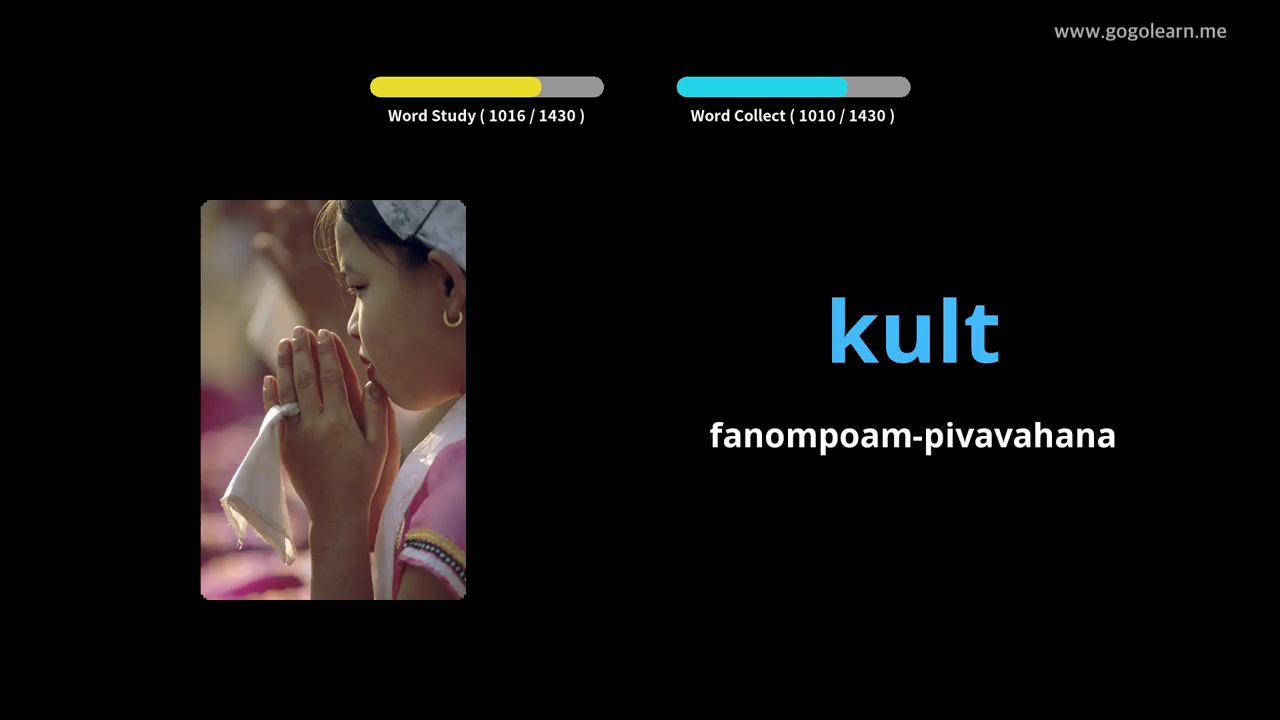 www.gogolearn.me
Word Study ( 1016 / 1430 )
Word Collect ( 1010 / 1430 )
kult
fanompoam-pivavahana